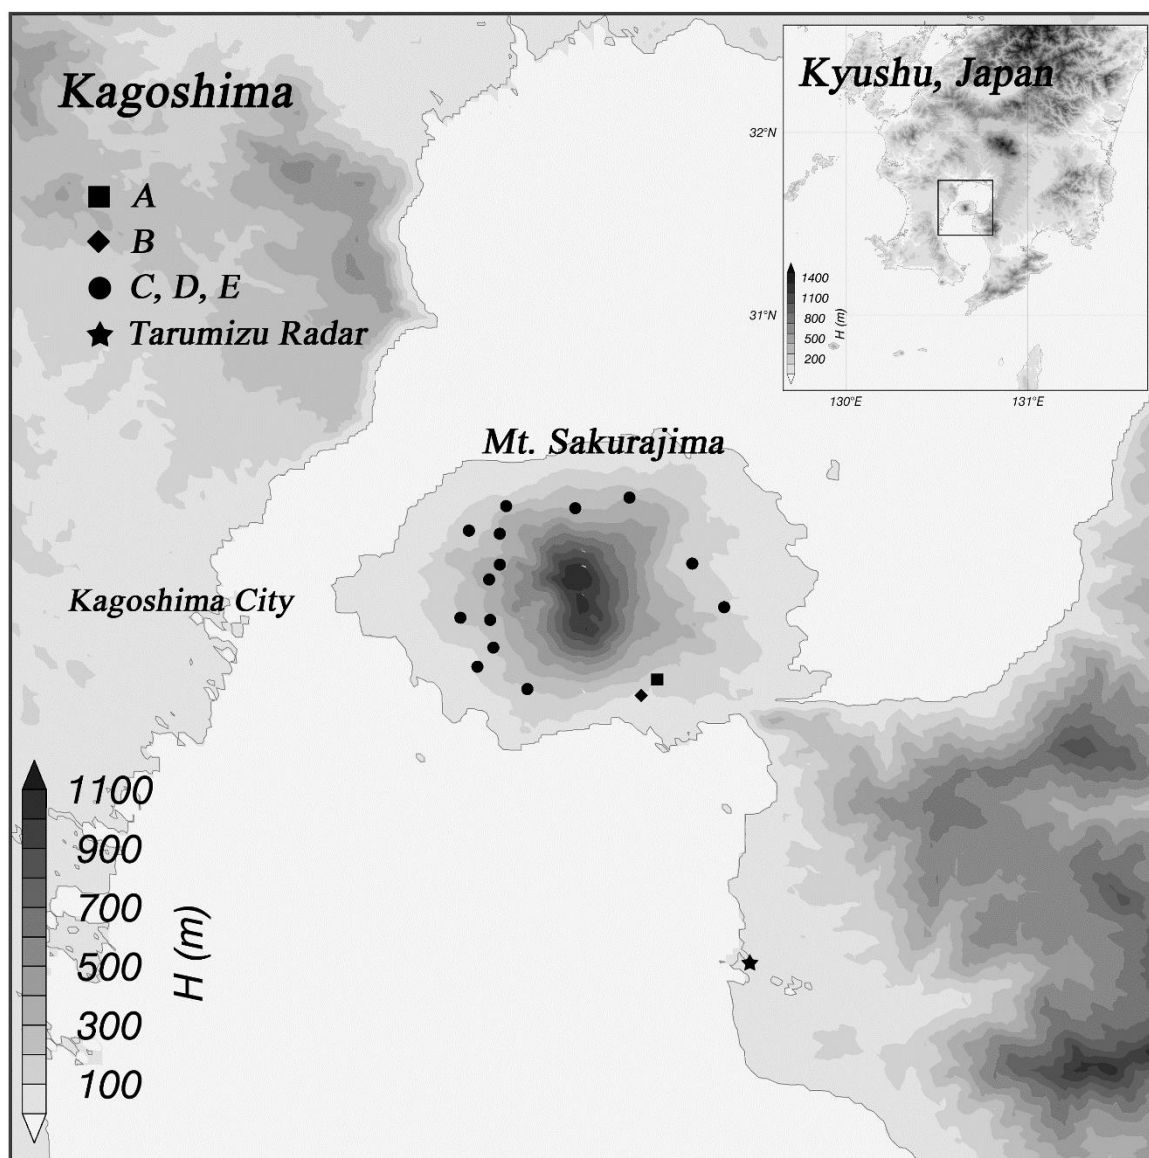 Kagoshima
A
B
C, D, E
Tarumizu Radar
Kyushu, Japan
32°N
31°N
130°E
131°E
1400
1100
800
500
200
H (m)
Mt. Sakurajima
Kagoshima City
1100
900
700
500
300
100
H (m)